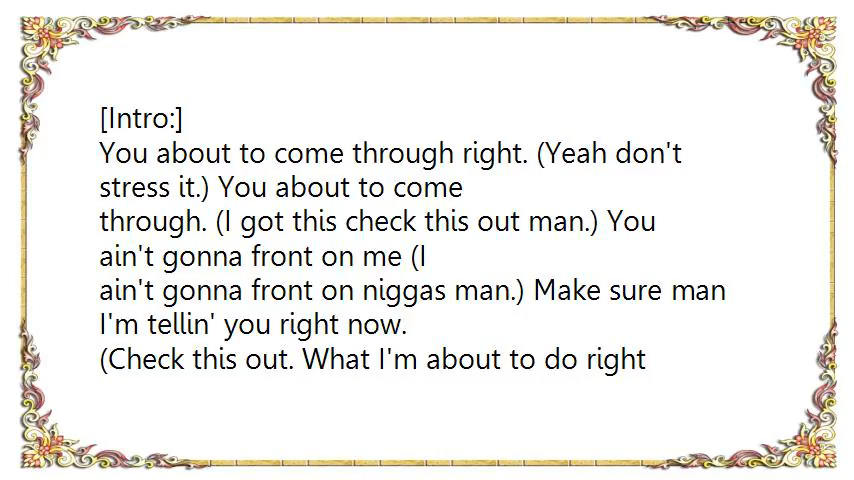 [Intro:]
You about to come through right. (Yeah don't
stress it.) You about to come
through. (I got this check this out man.) You
ain't gonna front on me (I
ain't gonna front on niggas man.) Make sure man
I'm tellin' you right now.
(Check this out. What I'm about to do right